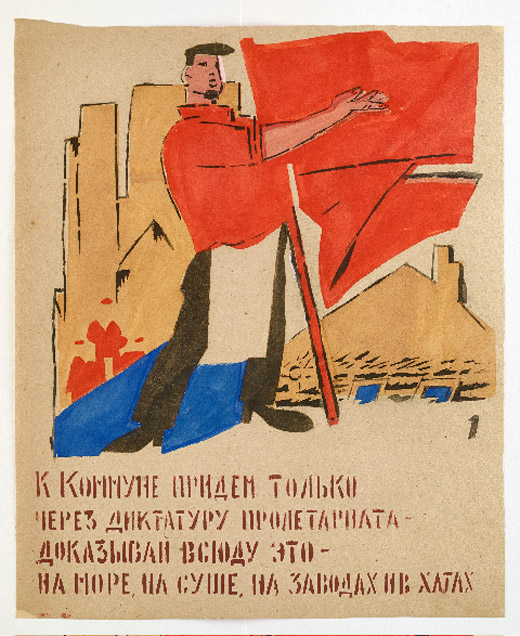 1
К КОММУНЕ ПРИДЕМ ТОЛЬКО
ЧЕРЕЗ ДИКТАТУРУ ПРОЛЕТАРИАТА-
ДОКАЗЫВАЙ ВСЮДУ ЭТО-
НА МОРЕ, НА СУШЕ, НА ЗАВОДАХ И В ХАТАХ